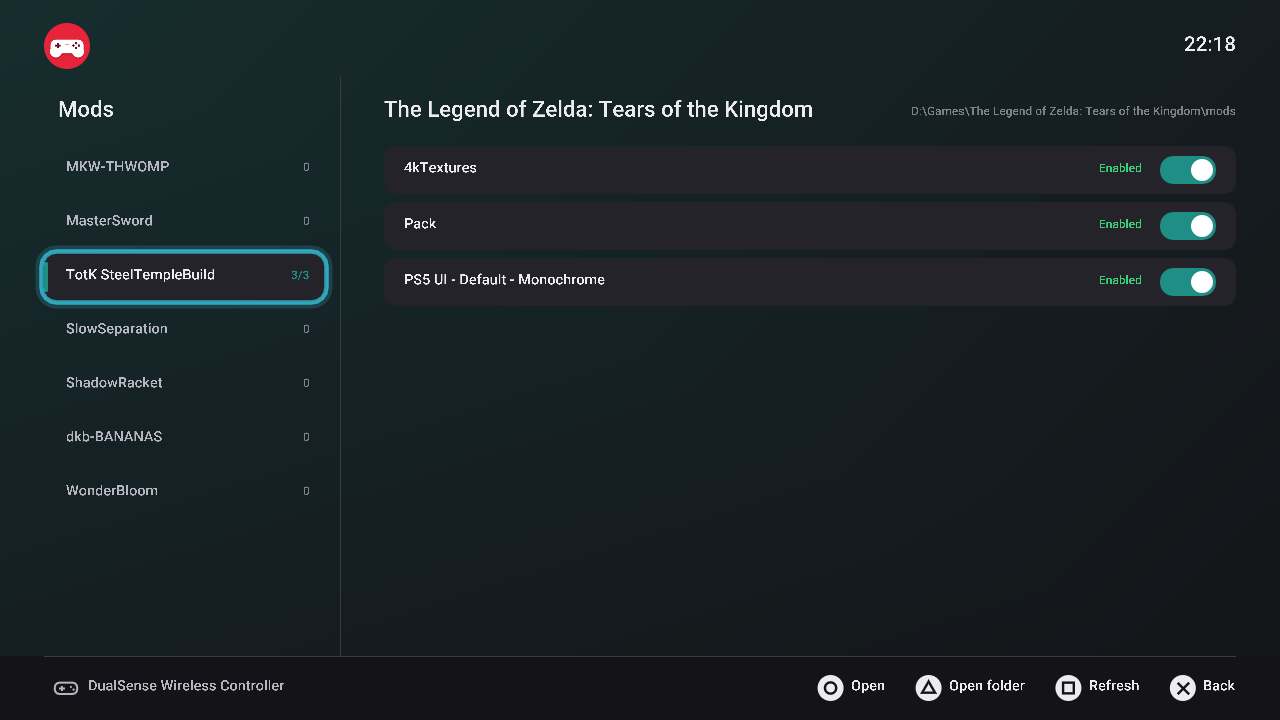 22:18
Mods
The Legend of Zelda: Tears of the Kingdom
D:\Games\The Legend of Zelda: Tears of the Kingdom\mods
MKW-THWOMP 0
MasterSword 0
TotK SteelTempleBuild 3/3
SlowSeparation 0
ShadowRacket 0
dkb-BANANAS 0
WonderBloom 0
4kTextures Enabled
Pack Enabled
PS5 UI - Default - Monochrome Enabled
DualSense Wireless Controller
Open Open folder Refresh Back